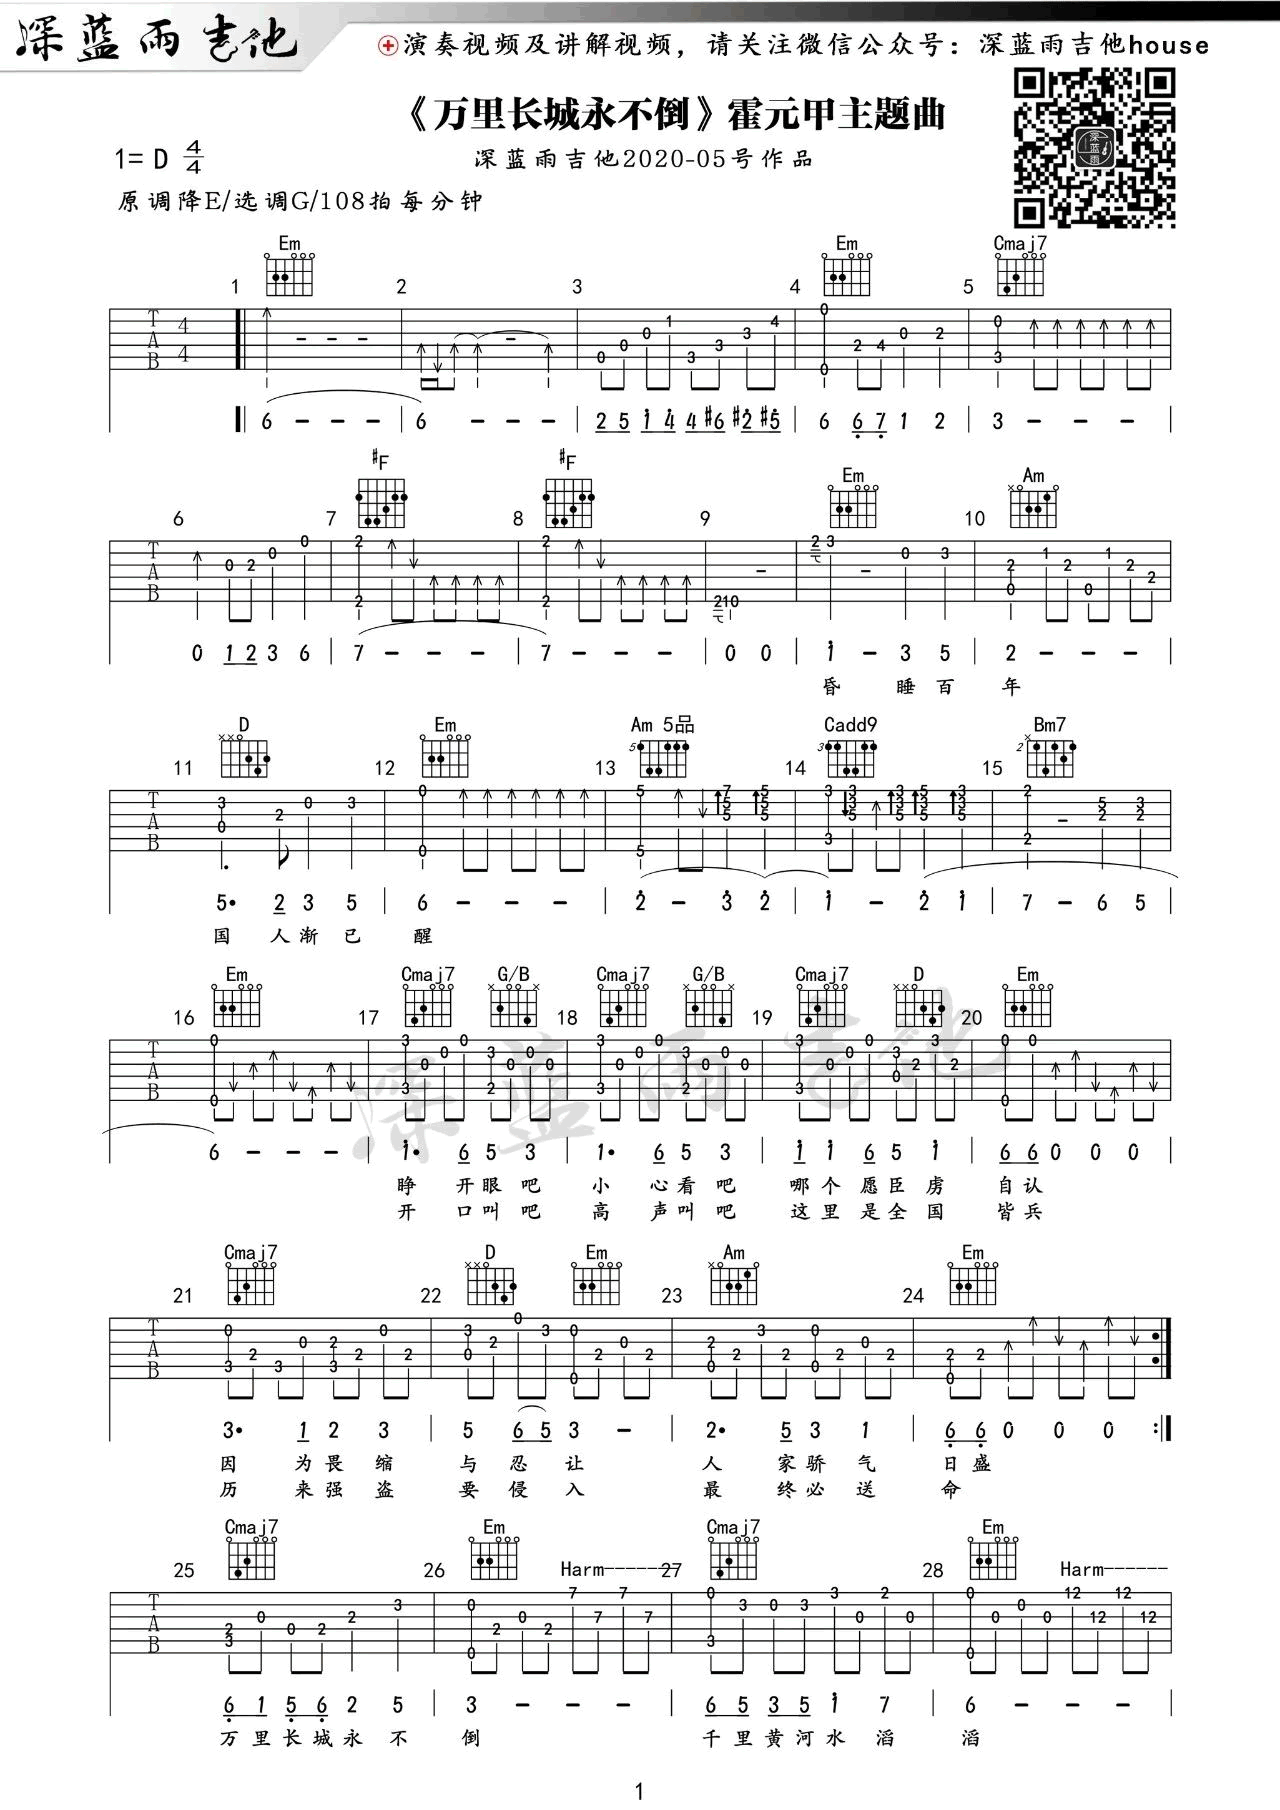 深蓝雨吉他
演奏视频及讲解视频，请关注微信公众号：深蓝雨吉他house
《万里长城永不倒》霍元甲主题曲
1= D 4/4
深蓝雨吉他2020-05号作品
深蓝雨
原调降E/选调G/108拍每分钟
Em Em Cmaj7
1 2 3 4 5
6 - - - 6 - - - 2 5 1 4 4 #6 #2 #5 6 6 7 1 2 3 - - -
#F #F Em Am
6 7 8 9 10
0 1 2 3 6 7 - - - 7 - - - 0 0 1 - 3 5 2 - - -
昏 睡 百 年
D Em Am 5品 Cadd9 Bm7
11 12 13 14 15
5• 2 3 5 6 - - - 2 - 3 2 1 - 2 1 7 - 6 5
国 人 渐 已 醒
Em Cmaj7 G/B Cmaj7 G/B Cmaj7 D Em
16 17 18 19 20
深蓝雨吉他
6 - - - 1• 6 5 3 1• 6 5 3 1 1 6 5 1 6 6 0 0 0
睁 开 眼 吧 小 心 看 吧 哪 个 愿 臣 虏 自 认
开 口 叫 吧 高 声 叫 吧 这 里 是 全 国 皆 兵
Cmaj7 D Em Am Em
21 22 23 24
3• 1 2 3 5 6 5 3 - 2• 5 3 1 6 6 0 0 0
因 为 畏 缩 与 忍 让 人 家 骄 气 日 盛
历 来 强 盗 要 侵 入 最 终 必 送 命
Cmaj7 Em Cmaj7 Em
25 26 Harm------ 27 28 Harm------
6 1 5 6 2 5 3 - - - 6 5 3 5 1 7 6 - - -
万 里 长 城 永 不 倒 千 里 黄 河 水 滔 滔
1